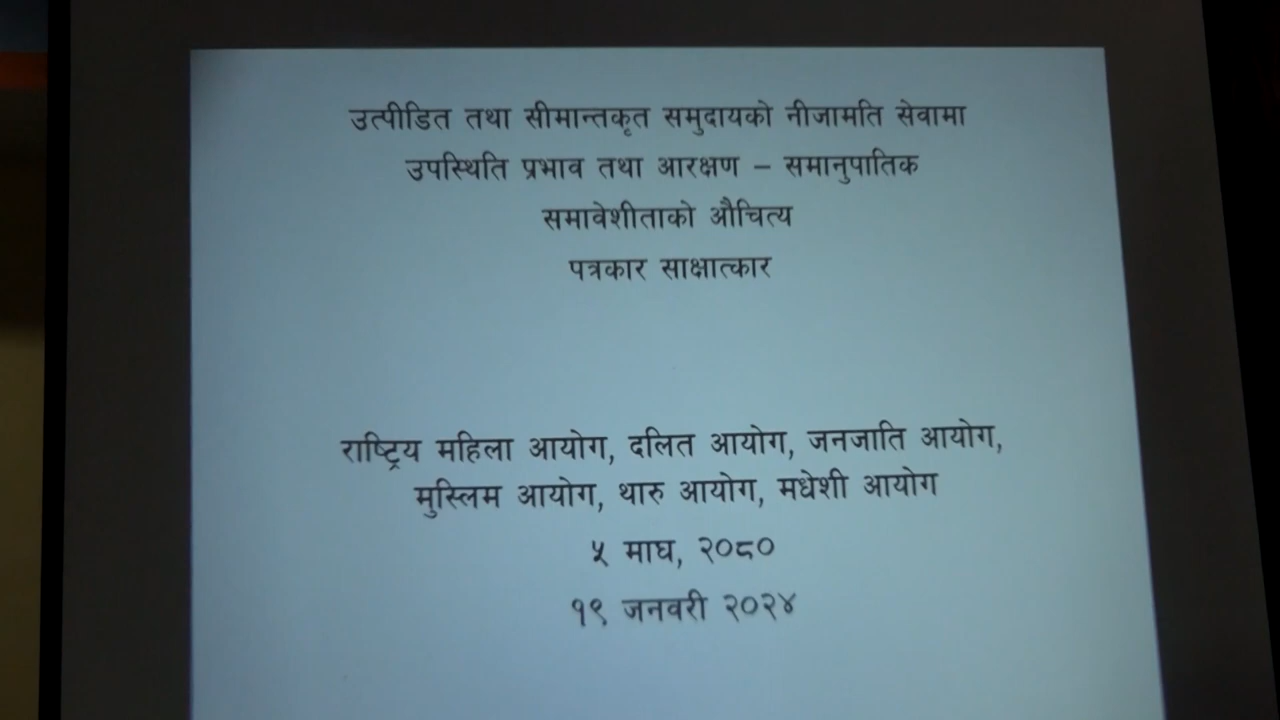 उत्पीडित तथा सीमान्तकृत समुदायको नीजामति सेवामा
उपस्थिति प्रभाव तथा आरक्षण – समानुपातिक
समावेशीताको औचित्य
पत्रकार साक्षात्कार
राष्ट्रिय महिला आयोग, दलित आयोग, जनजाति आयोग,
मुस्लिम आयोग, थारु आयोग, मधेशी आयोग
५ माघ, २०८०
१९ जनवरी २०२४